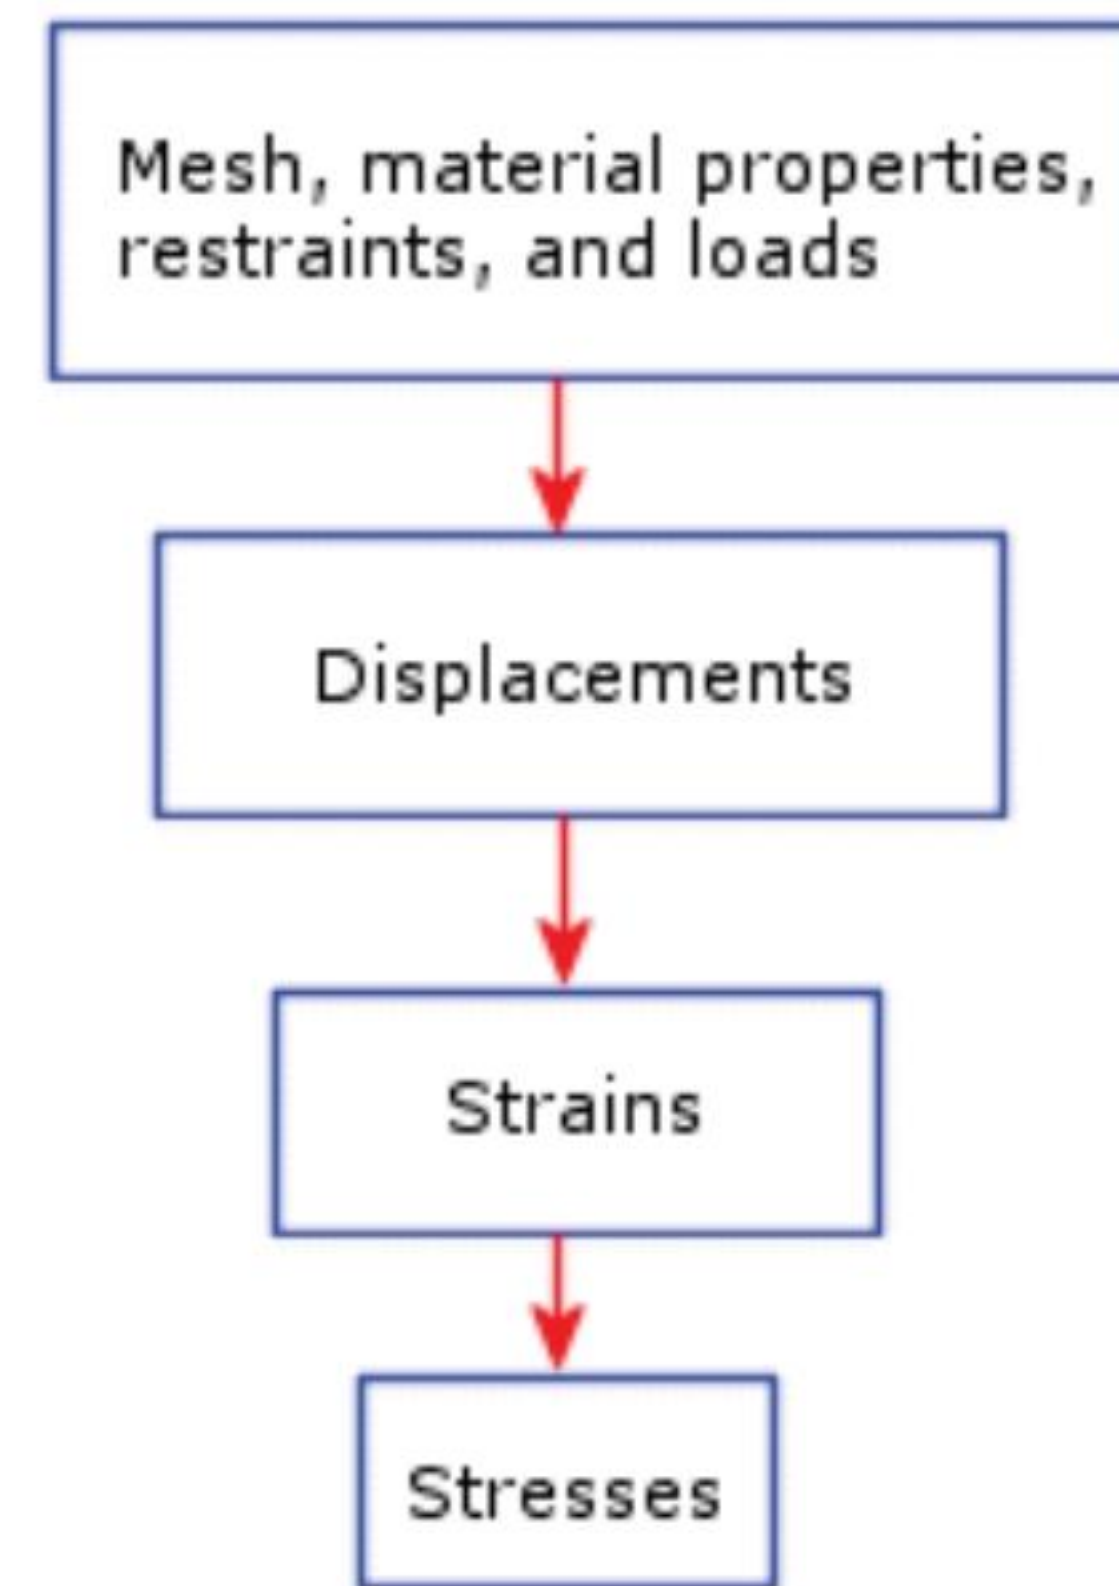 Mesh, material properties,
restraints, and loads
Displacements
Strains
Stresses